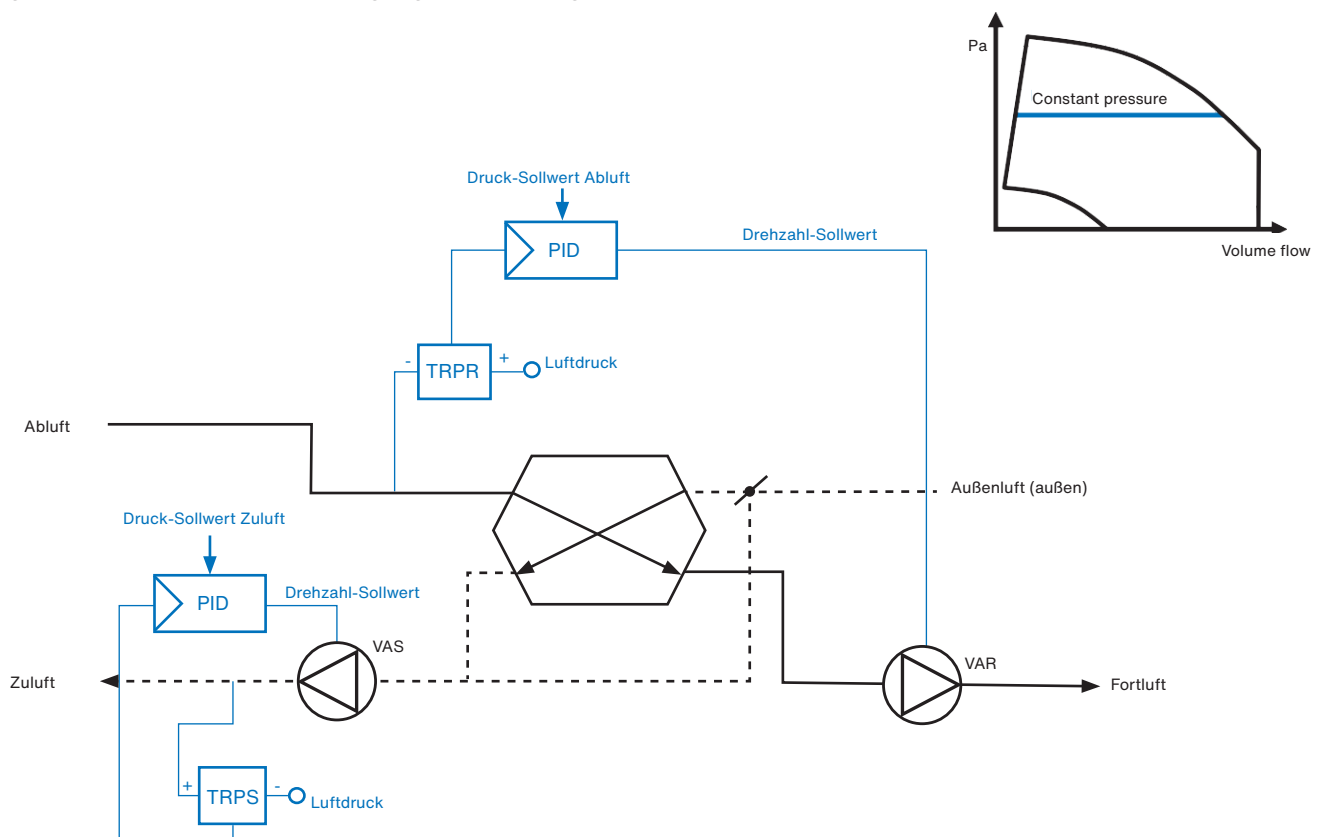 Pa
Constant pressure
Volume flow
Druck-Sollwert Abluft
PID
Drehzahl-Sollwert
- TRPR +
Luftdruck
Abluft
Außenluft (außen)
Druck-Sollwert Zuluft
PID
Drehzahl-Sollwert
VAS
VAR
Zuluft
Fortluft
+ TRPS -
Luftdruck